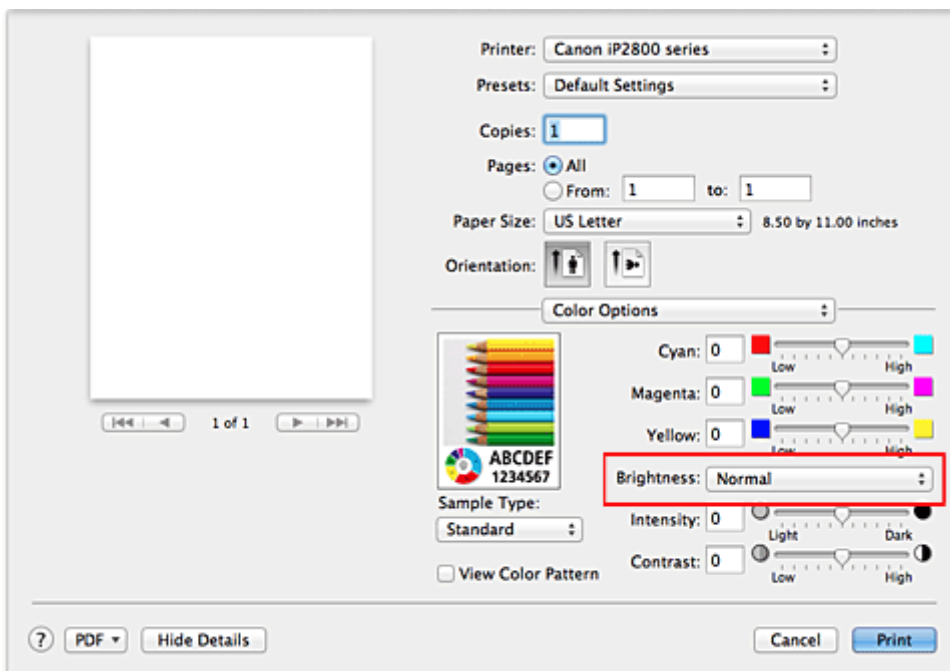 Printer: Canon iP2800 series
Presets: Default Settings
Copies: 1
Pages: All
From: 1 to: 1
Paper Size: US Letter 8.50 by 11.00 inches
Orientation:
Color Options
1 of 1
ABCDEF
1234567
Sample Type:
Standard
View Color Pattern
Cyan: 0
Low High
Magenta: 0
Low High
Yellow: 0
Low High
Brightness: Normal
Intensity: 0
Light Dark
Contrast: 0
Low High
? PDF Hide Details Cancel Print